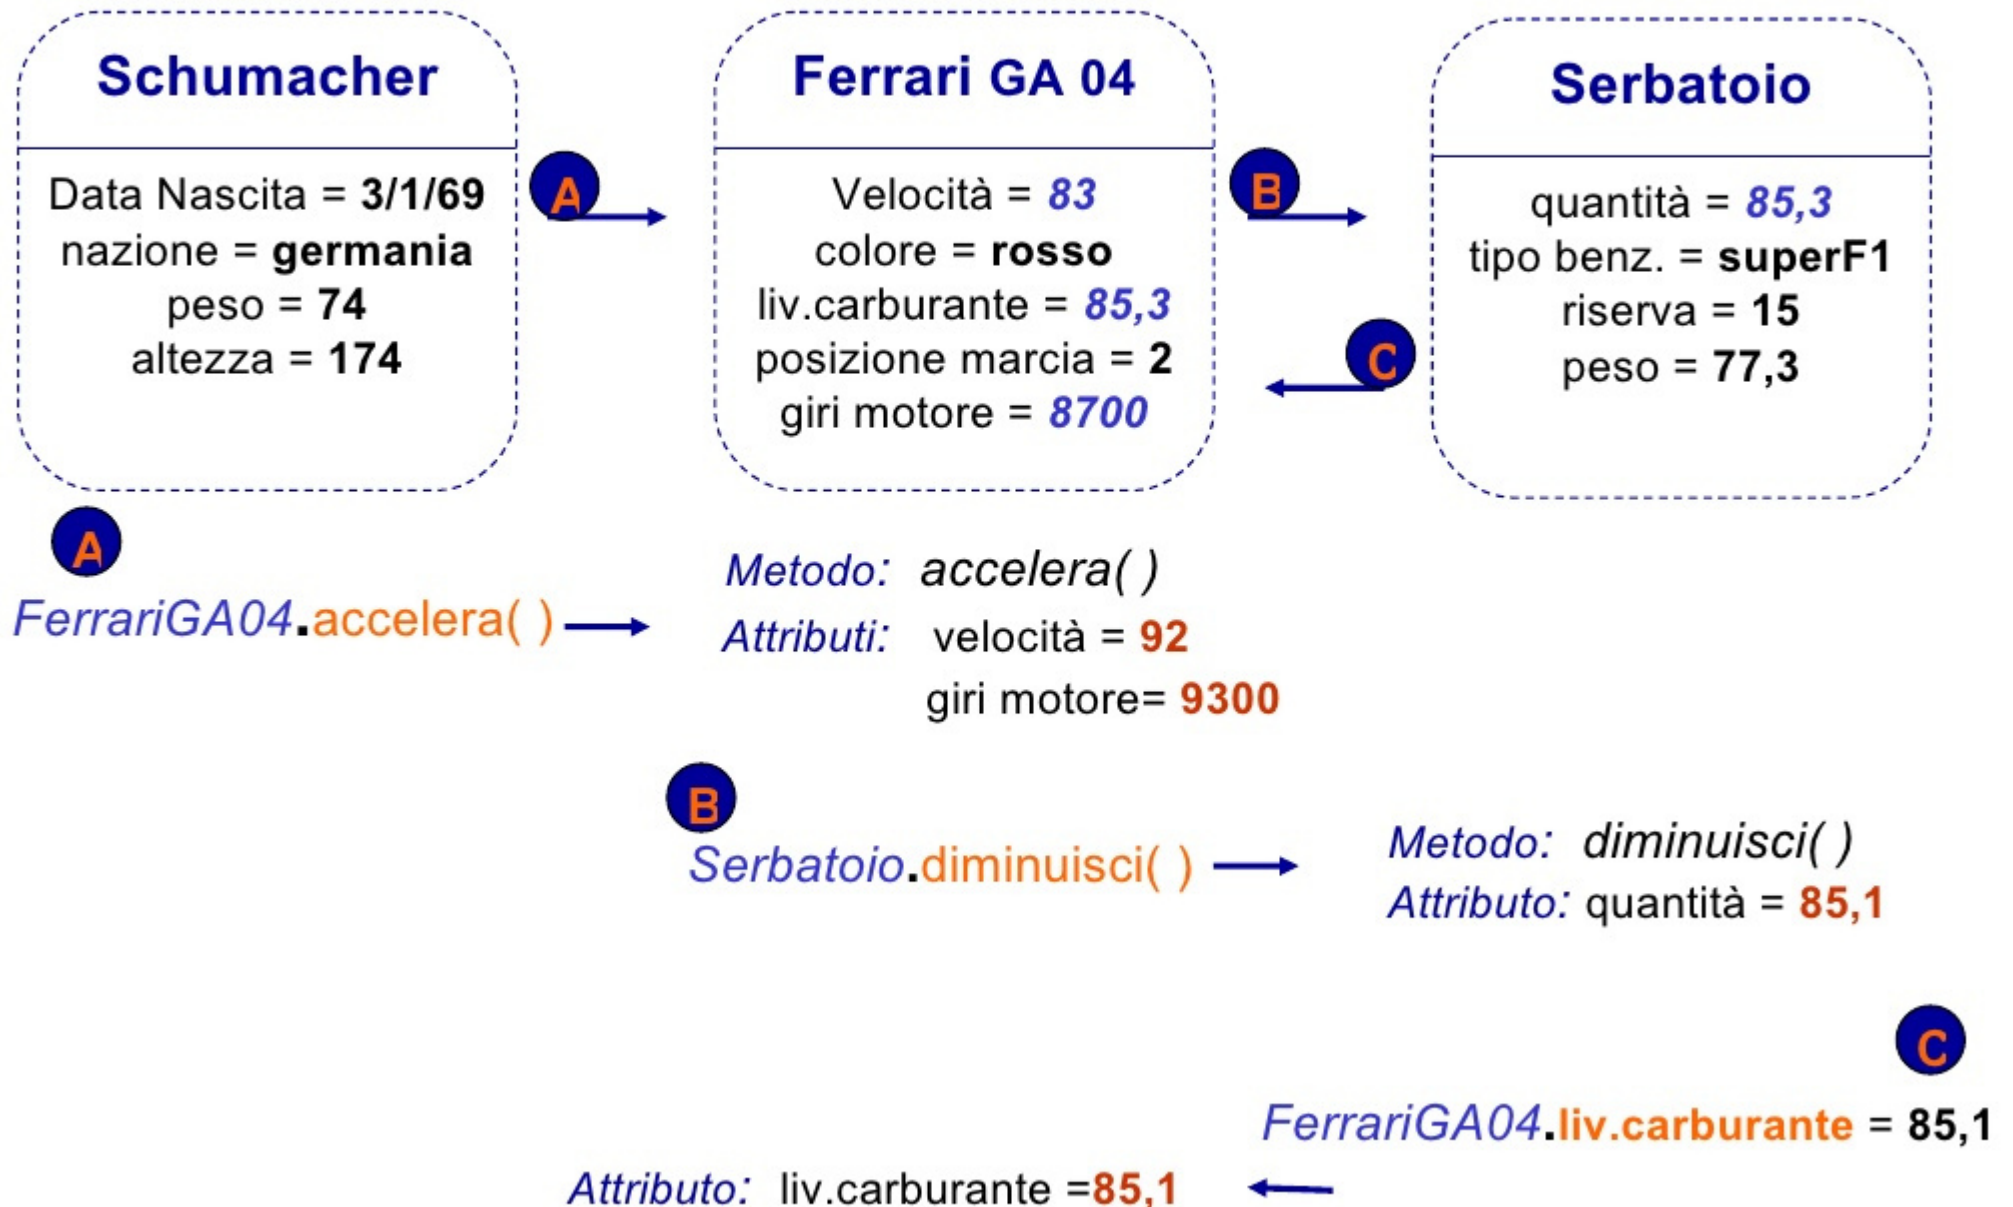 Schumacher
Data Nascita = 3/1/69
nazione = germania
peso = 74
altezza = 174
A
Ferrari GA 04
Velocità = 83
colore = rosso
liv.carburante = 85,3
posizione marcia = 2
giri motore = 8700
B
C
Serbatoio
quantità = 85,3
tipo benz. = superF1
riserva = 15
peso = 77,3
A
FerrariGA04.accelera( )
Metodo: accelera( )
Attributi: velocità = 92
giri motore= 9300
B
Serbatoio.diminuisci( )
Metodo: diminuisci( )
Attributo: quantità = 85,1
C
FerrariGA04.liv.carburante = 85,1
Attributo: liv.carburante =85,1